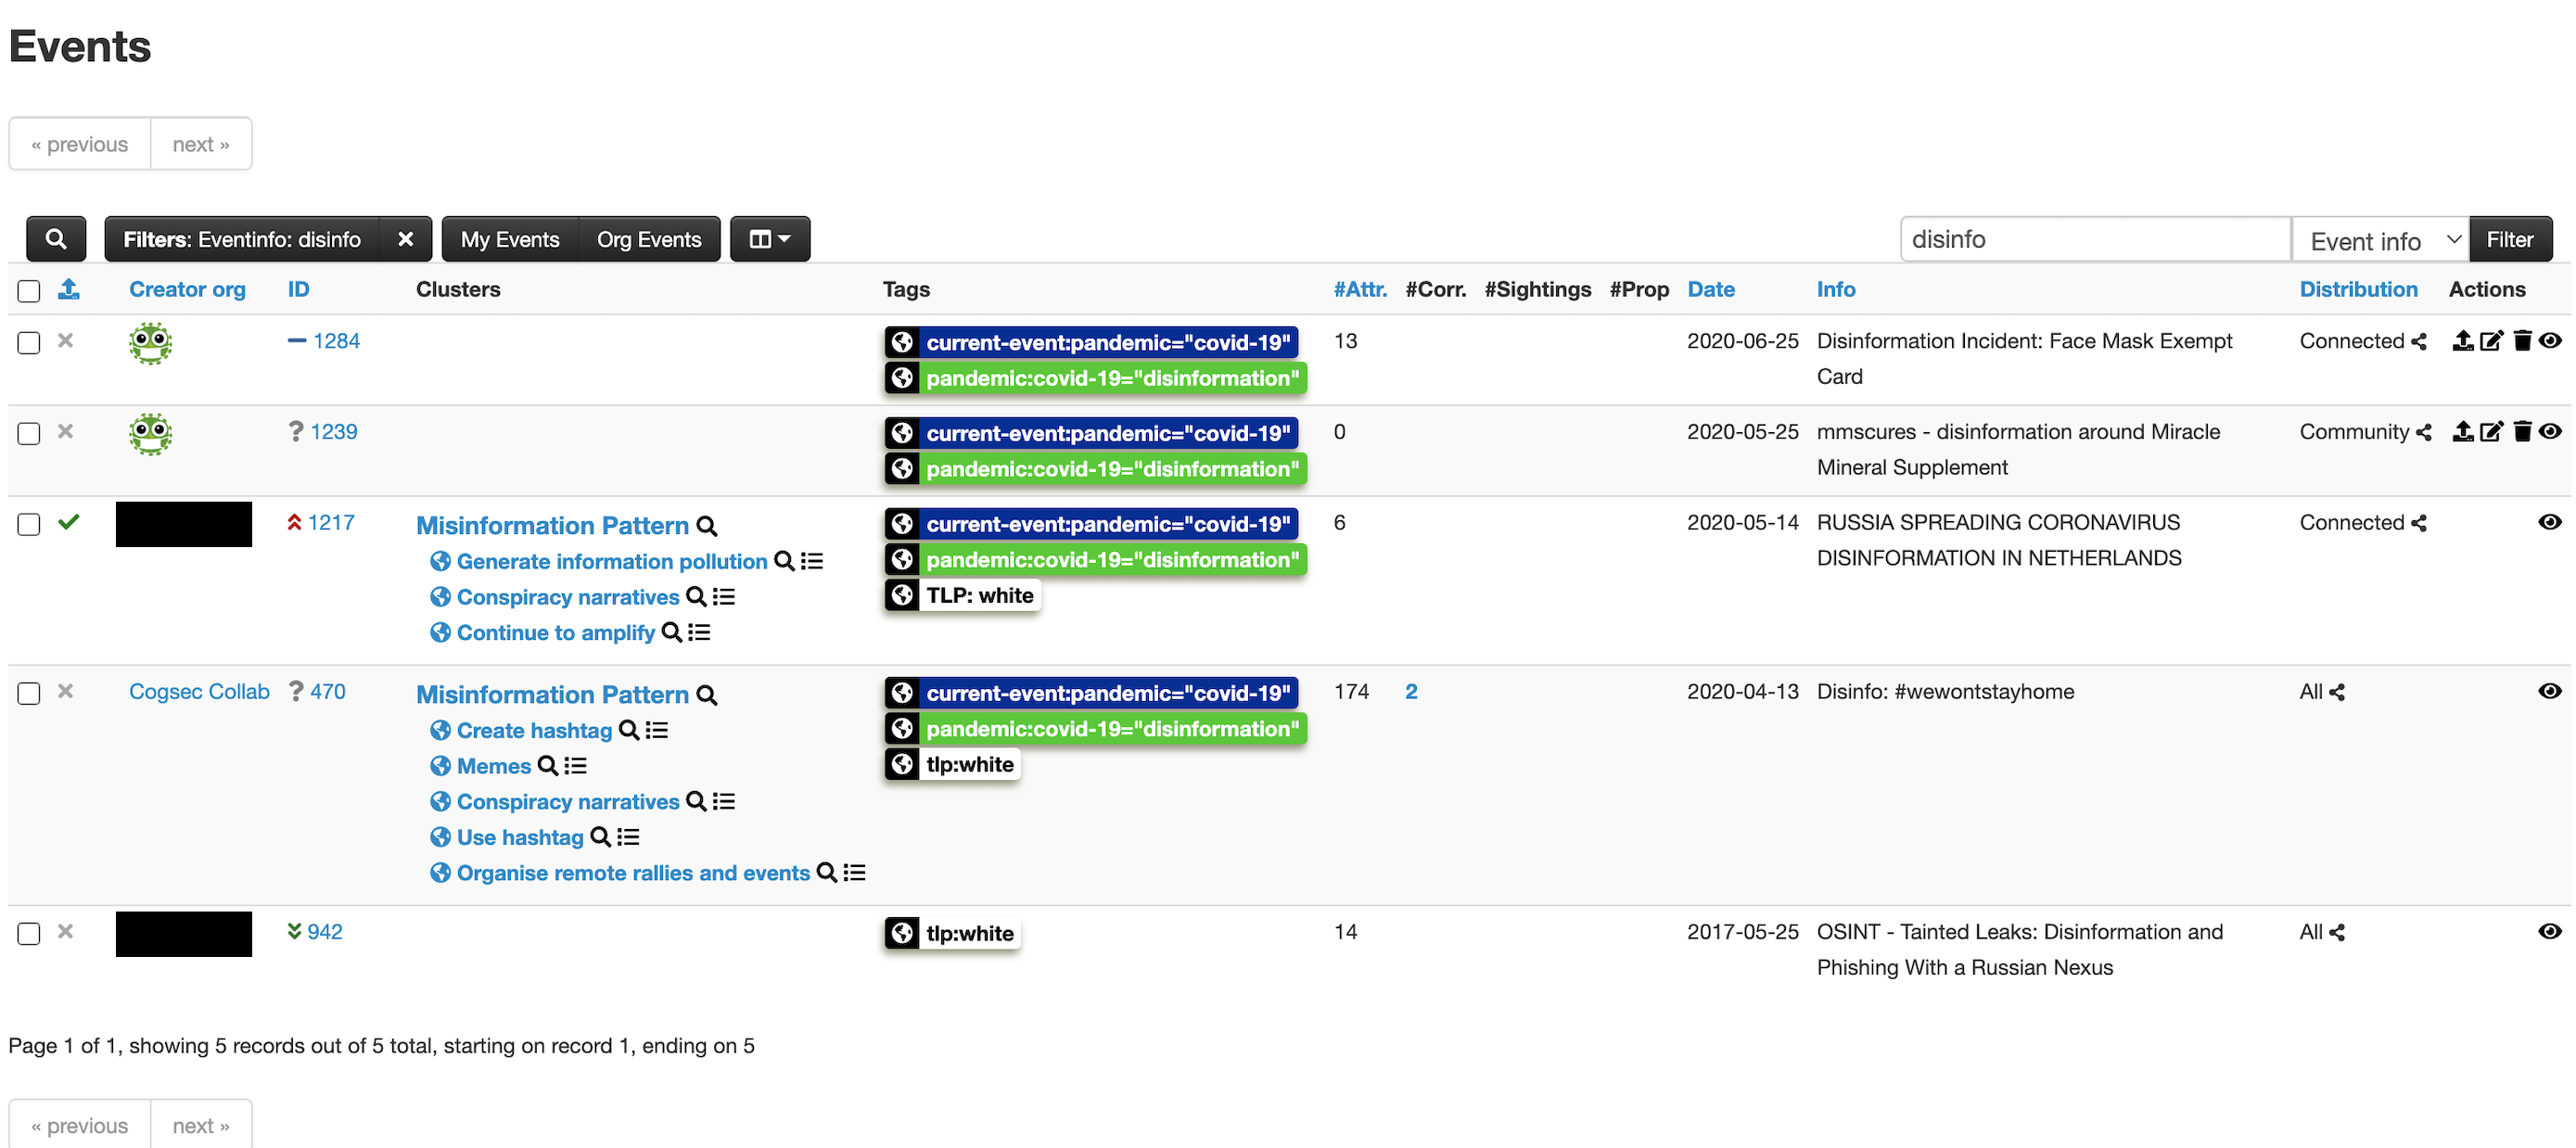 Events
« previous next »
Filters: Eventinfo: disinfo × My Events Org Events disinfo Event info Filter
Creator org ID Clusters Tags #Attr. #Corr. #Sightings #Prop Date Info Distribution Actions
1284 current-event:pandemic="covid-19" 13 2020-06-25 Disinformation Incident: Face Mask Exempt Connected
pandemic:covid-19="disinformation" Card
? 1239 current-event:pandemic="covid-19" 0 2020-05-25 mmscures - disinformation around Miracle Community
pandemic:covid-19="disinformation" Mineral Supplement
1217 Misinformation Pattern current-event:pandemic="covid-19" 6 2020-05-14 RUSSIA SPREADING CORONAVIRUS Connected
Generate information pollution pandemic:covid-19="disinformation" DISINFORMATION IN NETHERLANDS
Conspiracy narratives TLP: white
Continue to amplify
Cogsec Collab ? 470 Misinformation Pattern current-event:pandemic="covid-19" 174 2 2020-04-13 Disinfo: #wewontstayhome All
Create hashtag pandemic:covid-19="disinformation"
Memes tlp:white
Conspiracy narratives
Use hashtag
Organise remote rallies and events
942 tlp:white 14 2017-05-25 OSINT - Tainted Leaks: Disinformation and All
Phishing With a Russian Nexus
Page 1 of 1, showing 5 records out of 5 total, starting on record 1, ending on 5
« previous next »